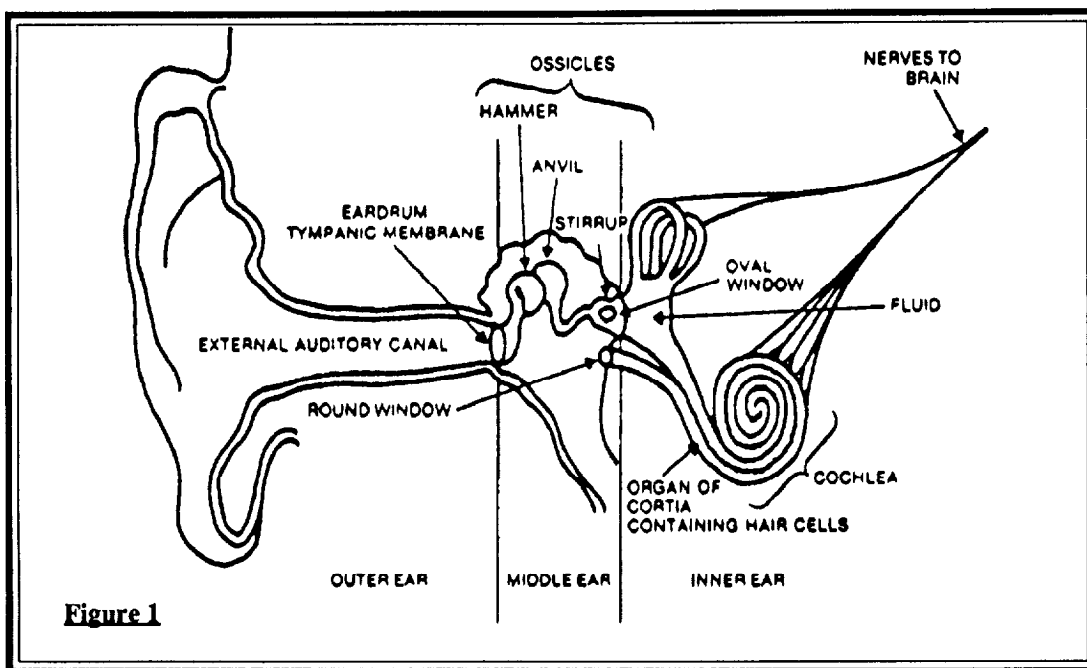 OSSICLES
NERVES TO
BRAIN
HAMMER
ANVIL
EARDRUM
TYMPANIC MEMBRANE
STIRRUP
OVAL
WINDOW
FLUID
EXTERNAL AUDITORY CANAL
ROUND WINDOW
COCHLEA
ORGAN OF
CORTIA
CONTAINING HAIR CELLS
OUTER EAR
MIDDLE EAR
INNER EAR
Figure 1